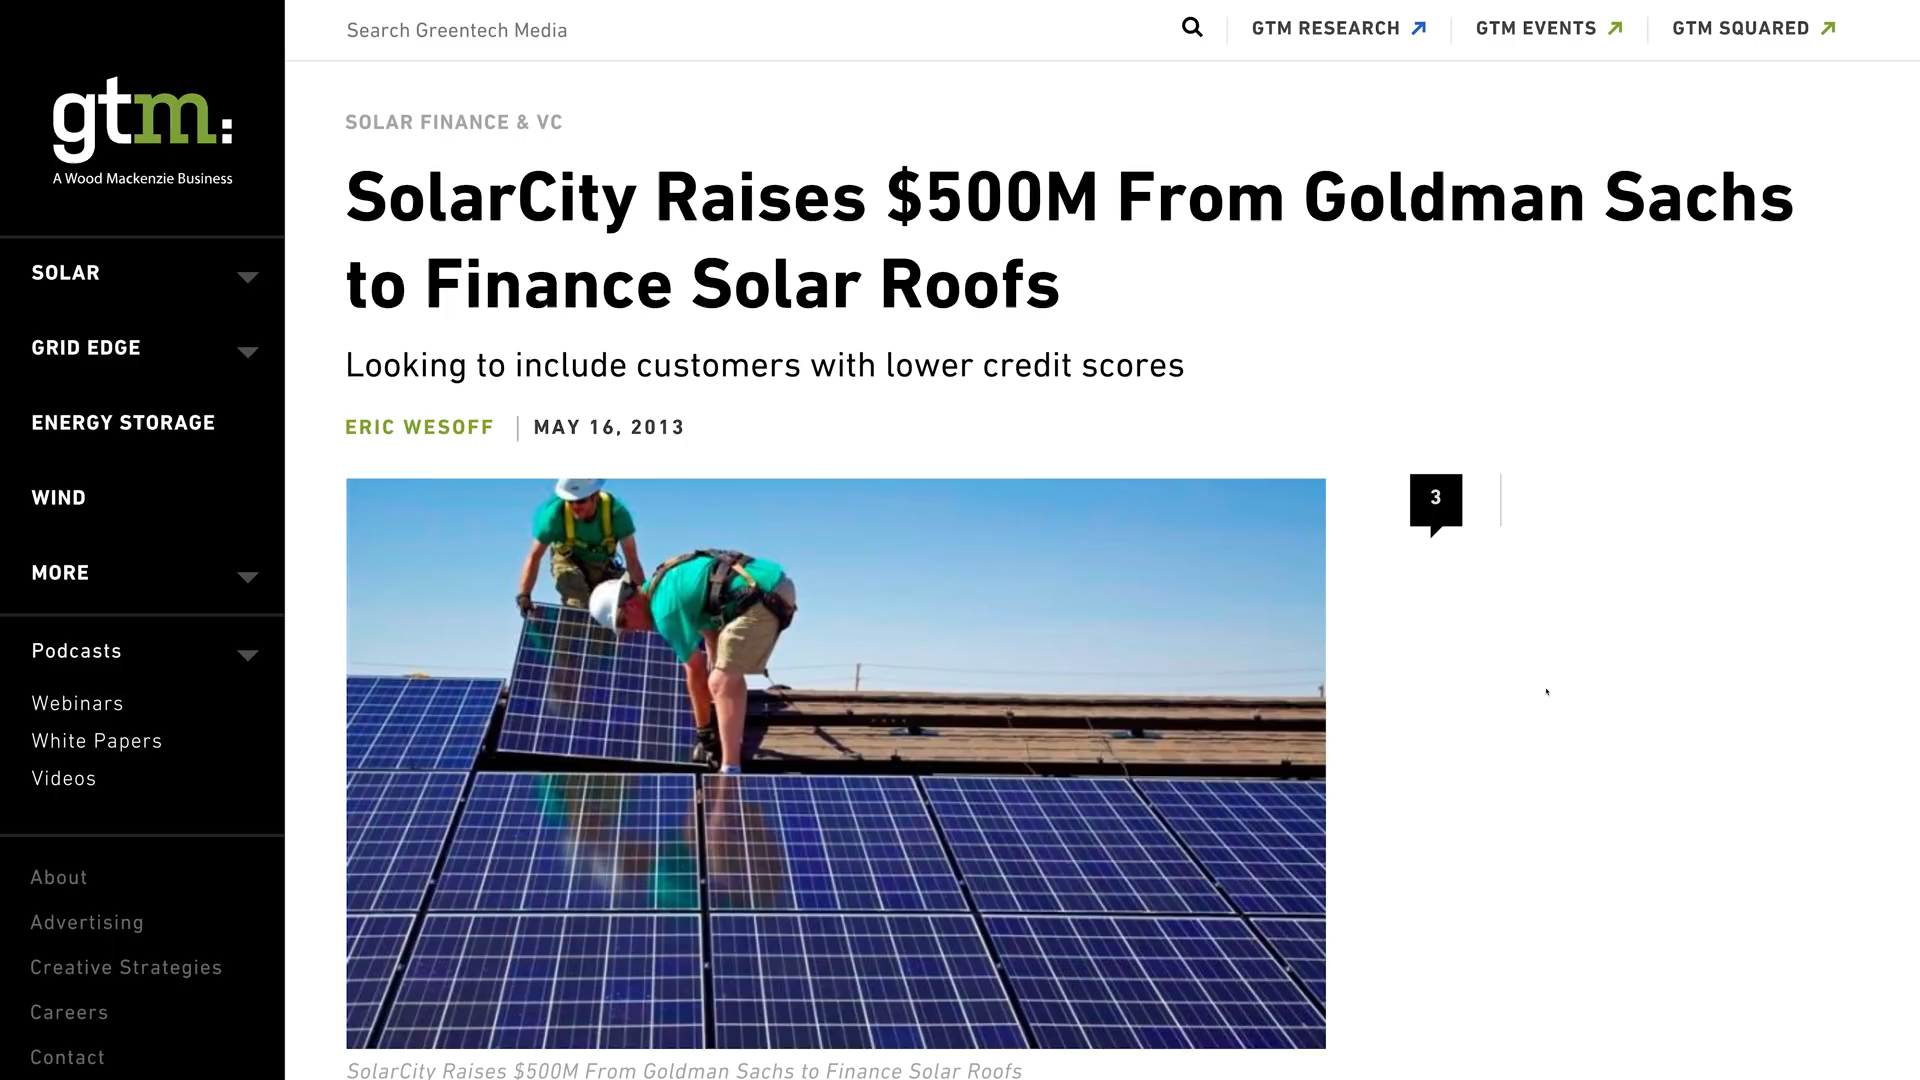 Search Greentech Media
GTM RESEARCH
GTM EVENTS
GTM SQUARED
gtm:
A Wood Mackenzie Business
SOLAR
GRID EDGE
ENERGY STORAGE
WIND
MORE
Podcasts
Webinars
White Papers
Videos
About
Advertising
Creative Strategies
Careers
Contact
SOLAR FINANCE & VC
SolarCity Raises $500M From Goldman Sachs
to Finance Solar Roofs
Looking to include customers with lower credit scores
ERIC WESOFF
MAY 16, 2013
3
SolarCity Raises $500M From Goldman Sachs to Finance Solar Roofs